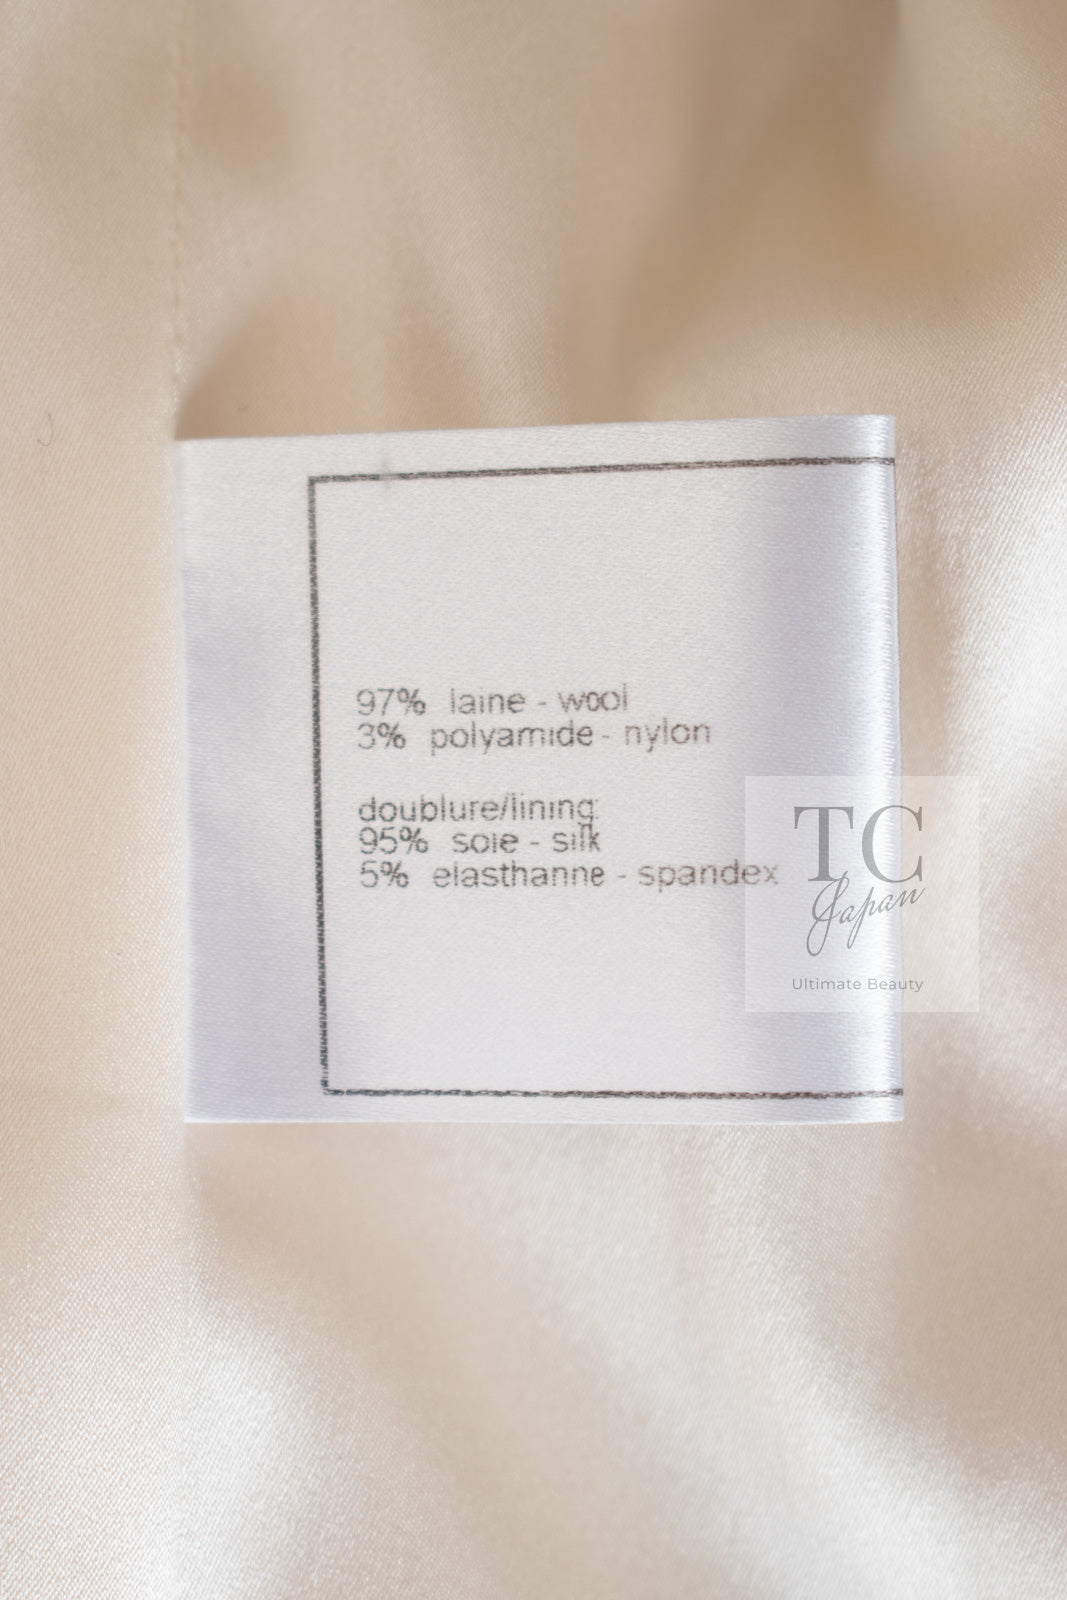 97% laine - wool
3% polyamide - nylon
doublure/lining:
95% soie - silk
5% elasthanne - spandex
TC
Japan
Ultimate Beauty